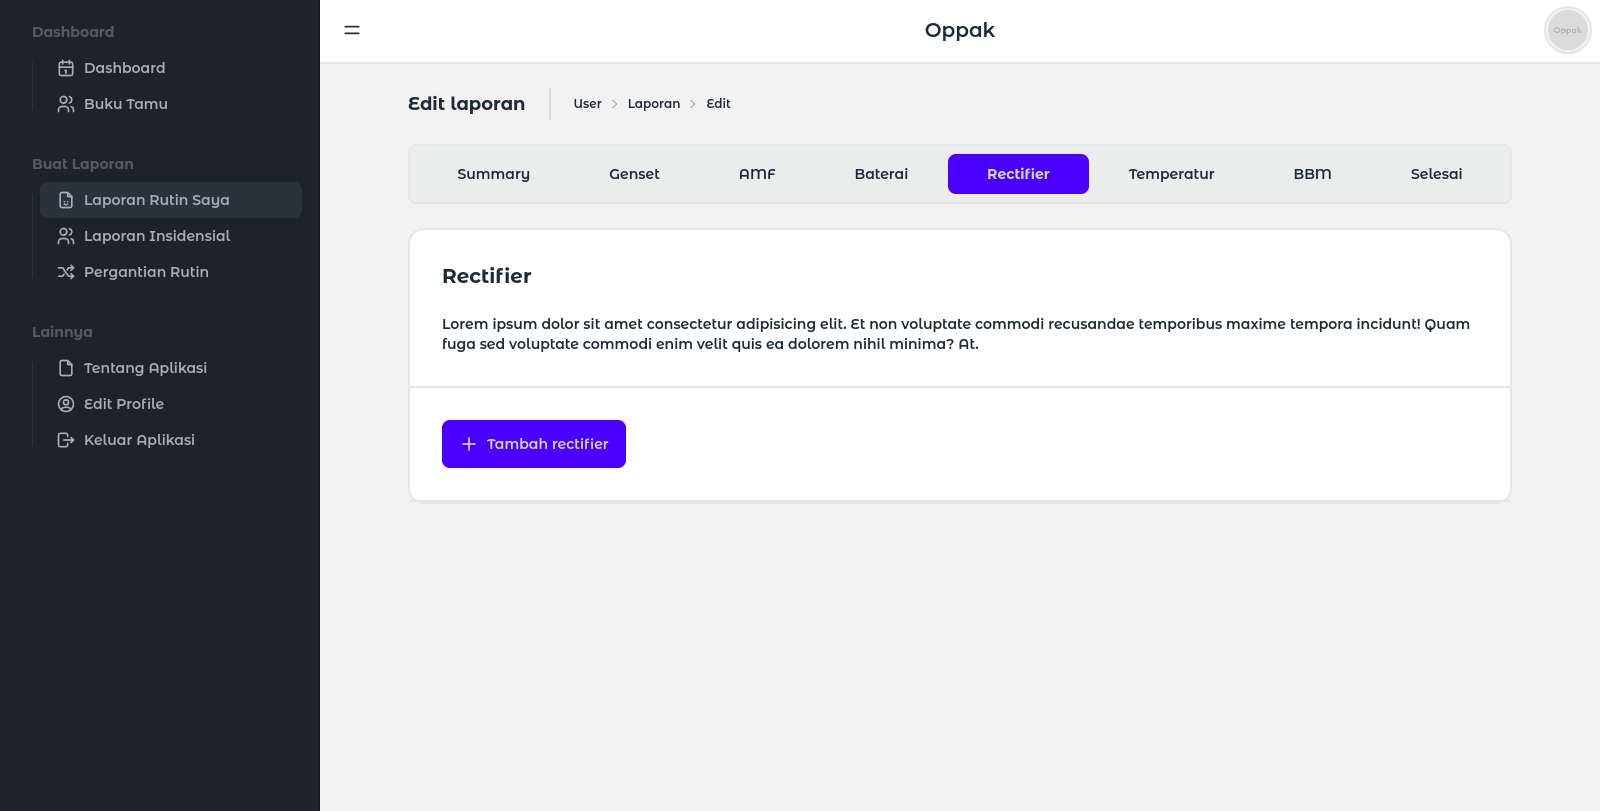 Dashboard
Dashboard
Buku Tamu
Buat Laporan
Laporan Rutin Saya
Laporan Insidensial
Pergantian Rutin
Lainnya
Tentang Aplikasi
Edit Profile
Keluar Aplikasi
Oppak
Oppak
Edit laporan
User > Laporan > Edit
Summary Genset AMF Baterai Rectifier Temperatur BBM Selesai
Rectifier
Lorem ipsum dolor sit amet consectetur adipisicing elit. Et non voluptate commodi recusandae temporibus maxime tempora incidunt! Quam
fuga sed voluptate commodi enim velit quis ea dolorem nihil minima? At.
Tambah rectifier